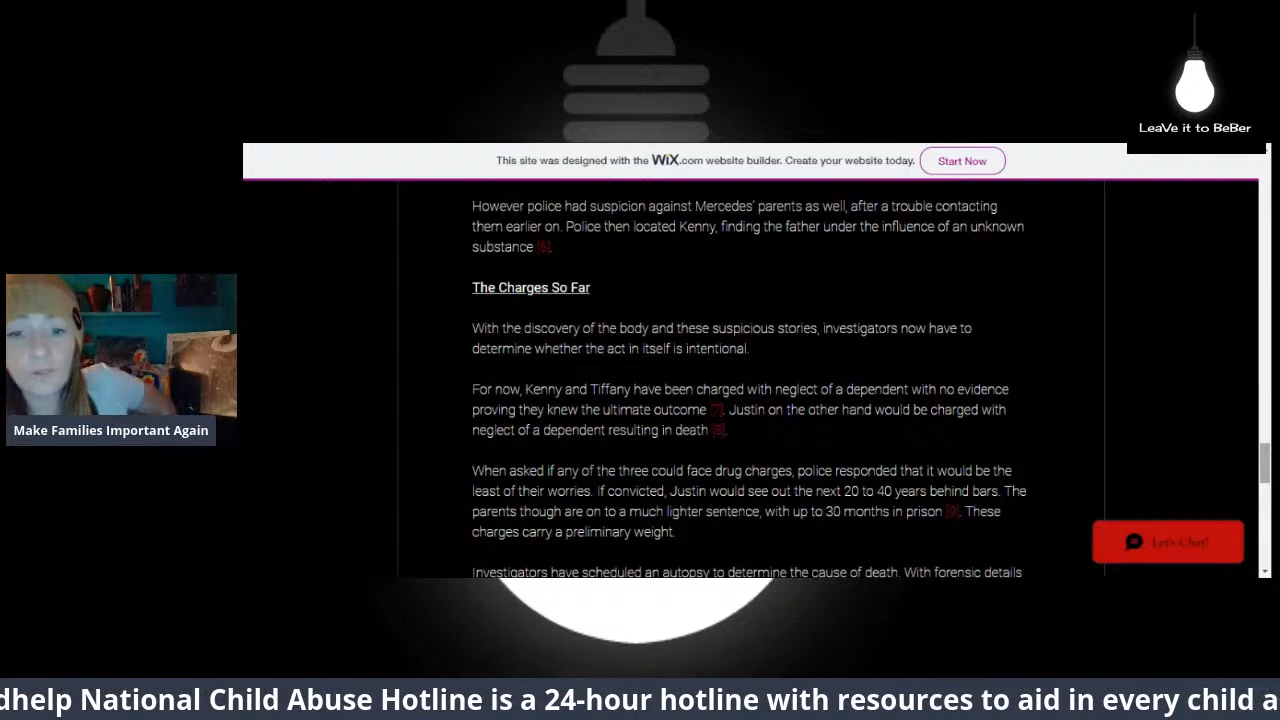 LeaVe it to BeBer
This site was designed with the WiX.com website builder. Create your website today.
Start Now
However police had suspicion against Mercedes' parents as well, after a trouble contacting
them earlier on. Police then located Kenny, finding the father under the influence of an unknown
substance [6].
The Charges So Far
With the discovery of the body and these suspicious stories, investigators now have to
determine whether the act in itself is intentional.
For now, Kenny and Tiffany have been charged with neglect of a dependent with no evidence
proving they knew the ultimate outcome [7]. Justin on the other hand would be charged with
neglect of a dependent resulting in death [8].
When asked if any of the three could face drug charges, police responded that it would be the
least of their worries. If convicted, Justin would see out the next 20 to 40 years behind bars. The
parents though are on to a much lighter sentence, with up to 30 months in prison [9]. These
charges carry a preliminary weight.
Investigators have scheduled an autopsy to determine the cause of death. With forensic details
Let's Chat!
Make Families Important Again
dhelp National Child Abuse Hotline is a 24-hour hotline with resources to aid in every child a